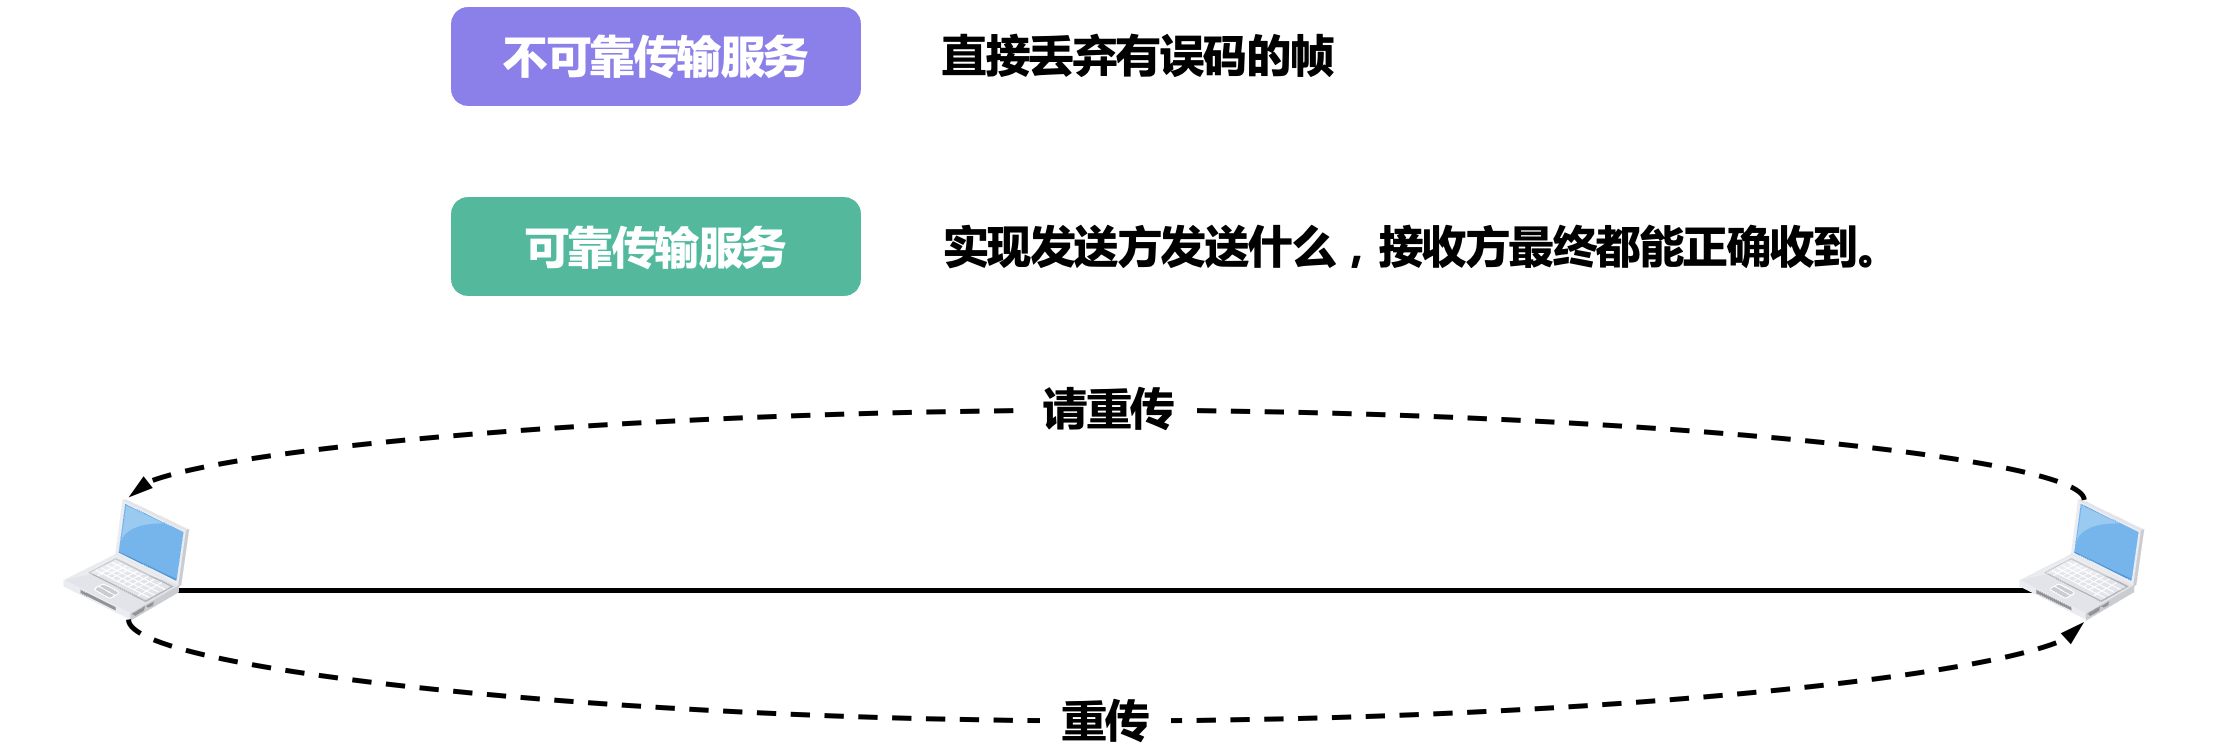 不可靠传输服务
直接丢弃有误码的帧
可靠传输服务
实现发送方发送什么，接收方最终都能正确收到。
请重传
重传